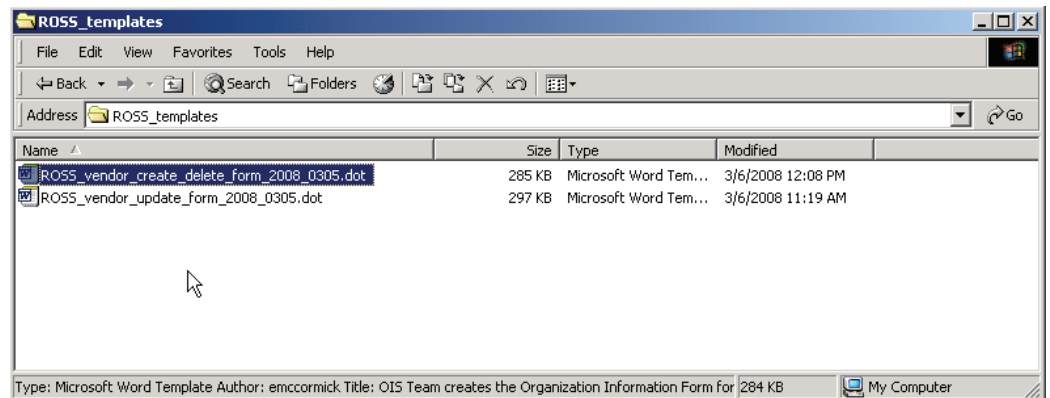 ROSS_templates
File Edit View Favorites Tools Help
Back Search Folders
Address ROSS_templates Go
Name Size Type Modified
ROSS_vendor_create_delete_form_2008_0305.dot 285 KB Microsoft Word Tem... 3/6/2008 12:08 PM
ROSS_vendor_update_form_2008_0305.dot 297 KB Microsoft Word Tem... 3/6/2008 11:19 AM
Type: Microsoft Word Template Author: emccormick Title: OIS Team creates the Organization Information Form for 284 KB My Computer